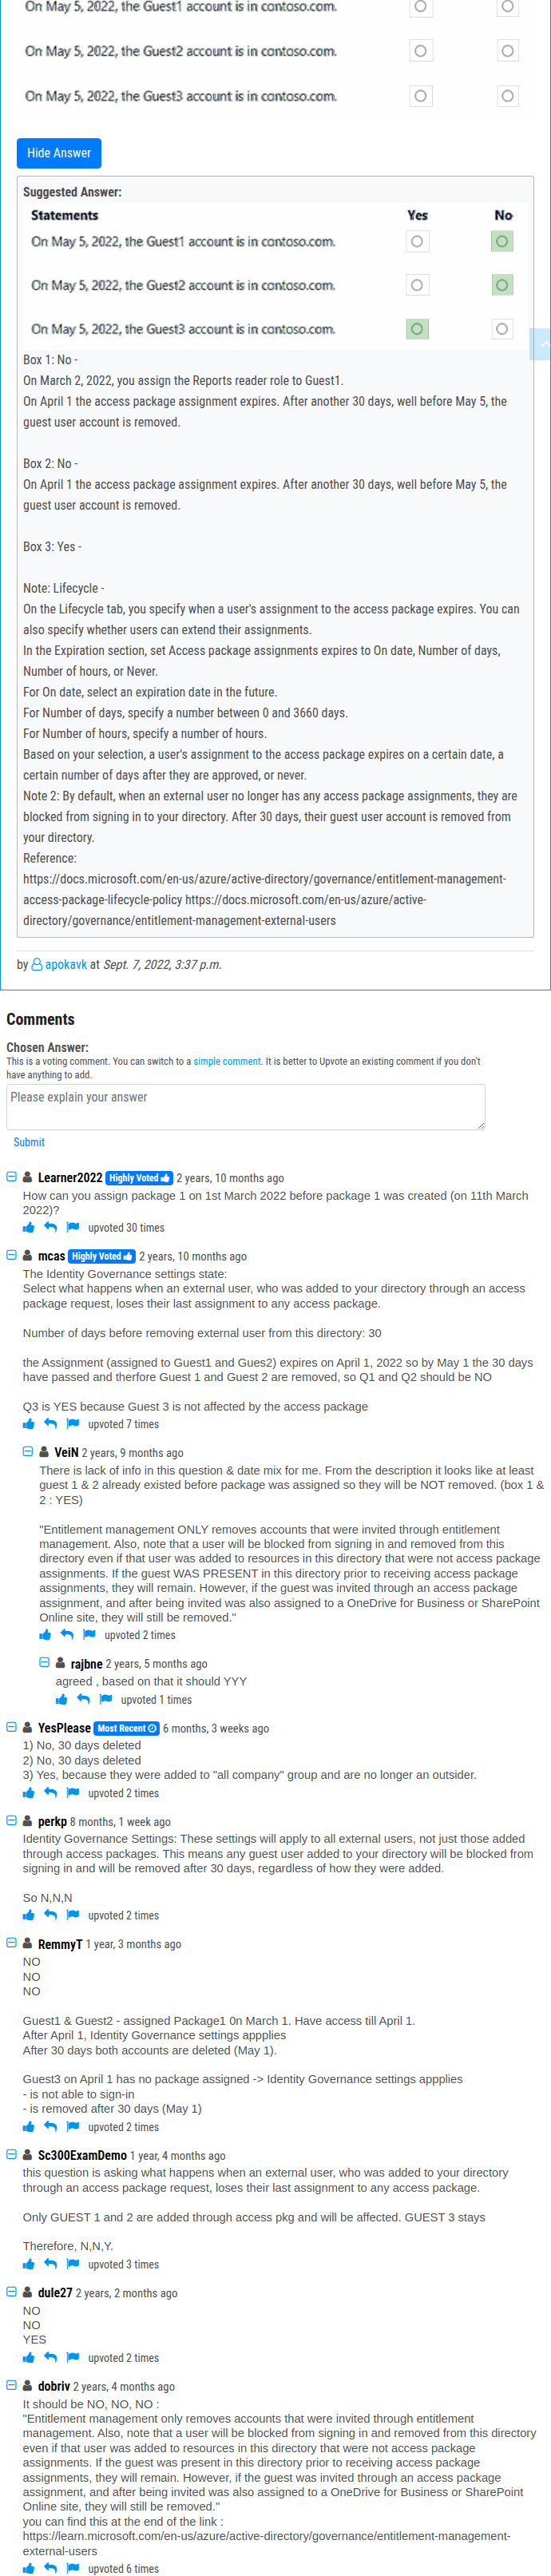 On May 5, 2022, the Guest1 account is in contoso.com.
On May 5, 2022, the Guest2 account is in contoso.com.
On May 5, 2022, the Guest3 account is in contoso.com.
Hide Answer
Suggested Answer:
Statements Yes No
On May 5, 2022, the Guest1 account is in contoso.com.
On May 5, 2022, the Guest2 account is in contoso.com.
On May 5, 2022, the Guest3 account is in contoso.com.
Box 1: No -
On March 2, 2022, you assign the Reports reader role to Guest1.
On April 1 the access package assignment expires. After another 30 days, well before May 5, the
guest user account is removed.
Box 2: No -
On April 1 the access package assignment expires. After another 30 days, well before May 5, the
guest user account is removed.
Box 3: Yes -
Note: Lifecycle -
On the Lifecycle tab, you specify when a user's assignment to the access package expires. You can
also specify whether users can extend their assignments.
In the Expiration section, set Access package assignments expires to On date, Number of days,
Number of hours, or Never.
For On date, select an expiration date in the future.
For Number of days, specify a number between 0 and 3660 days.
For Number of hours, specify a number of hours.
Based on your selection, a user's assignment to the access package expires on a certain date, a
certain number of days after they are approved, or never.
Note 2: By default, when an external user no longer has any access package assignments, they are
blocked from signing in to your directory. After 30 days, their guest user account is removed from
your directory.
Reference:
https://docs.microsoft.com/en-us/azure/active-directory/governance/entitlement-management-
access-package-lifecycle-policy https://docs.microsoft.com/en-us/azure/active-
directory/governance/entitlement-management-external-users
by apokavk at Sept. 7, 2022, 3:37 p.m.
Comments
Chosen Answer:
This is a voting comment. You can switch to a simple comment. It is better to Upvote an existing comment if you don't
have anything to add.
Please explain your answer
Submit
Learner2022 Highly Voted 2 years, 10 months ago
How can you assign package 1 on 1st March 2022 before package 1 was created (on 11th March
2022)?
upvoted 30 times
mcas Highly Voted 2 years, 10 months ago
The Identity Governance settings state:
Select what happens when an external user, who was added to your directory through an access
package request, loses their last assignment to any access package.
Number of days before removing external user from this directory: 30
the Assignment (assigned to Guest1 and Gues2) expires on April 1, 2022 so by May 1 the 30 days
have passed and therfore Guest 1 and Guest 2 are removed, so Q1 and Q2 should be NO
Q3 is YES because Guest 3 is not affected by the access package
upvoted 7 times
VeiN 2 years, 9 months ago
There is lack of info in this question & date mix for me. From the description it looks like at least
guest 1 & 2 already existed before package was assigned so they will be NOT removed. (box 1 &
2 : YES)
"Entitlement management ONLY removes accounts that were invited through entitlement
management. Also, note that a user will be blocked from signing in and removed from this
directory even if that user was added to resources in this directory that were not access package
assignments. If the guest WAS PRESENT in this directory prior to receiving access package
assignments, they will remain. However, if the guest was invited through an access package
assignment, and after being invited was also assigned to a OneDrive for Business or SharePoint
Online site, they will still be removed."
upvoted 2 times
rajbne 2 years, 5 months ago
agreed , based on that it should YYY
upvoted 1 times
YesPlease Most Recent 6 months, 3 weeks ago
1) No, 30 days deleted
2) No, 30 days deleted
3) Yes, because they were added to "all company" group and are no longer an outsider.
upvoted 2 times
perkp 8 months, 1 week ago
Identity Governance Settings: These settings will apply to all external users, not just those added
through access packages. This means any guest user added to your directory will be blocked from
signing in and will be removed after 30 days, regardless of how they were added.
So N,N,N
upvoted 2 times
RemmyT 1 year, 3 months ago
NO
NO
NO
Guest1 & Guest2 - assigned Package1 0n March 1. Have access till April 1.
After April 1, Identity Governance settings appplies
After 30 days both accounts are deleted (May 1).
Guest3 on April 1 has no package assigned -> Identity Governance settings appplies
- is not able to sign-in
- is removed after 30 days (May 1)
upvoted 2 times
Sc300ExamDemo 1 year, 4 months ago
this question is asking what happens when an external user, who was added to your directory
through an access package request, loses their last assignment to any access package.
Only GUEST 1 and 2 are added through access pkg and will be affected. GUEST 3 stays
Therefore, N,N,Y.
upvoted 3 times
dule27 2 years, 2 months ago
NO
NO
YES
upvoted 2 times
dobriv 2 years, 4 months ago
It should be NO, NO, NO :
"Entitlement management only removes accounts that were invited through entitlement
management. Also, note that a user will be blocked from signing in and removed from this directory
even if that user was added to resources in this directory that were not access package
assignments. If the guest was present in this directory prior to receiving access package
assignments, they will remain. However, if the guest was invited through an access package
assignment, and after being invited was also assigned to a OneDrive for Business or SharePoint
Online site, they will still be removed."
you can find this at the end of the link :
https://learn.microsoft.com/en-us/azure/active-directory/governance/entitlement-management-
external-users
upvoted 6 times